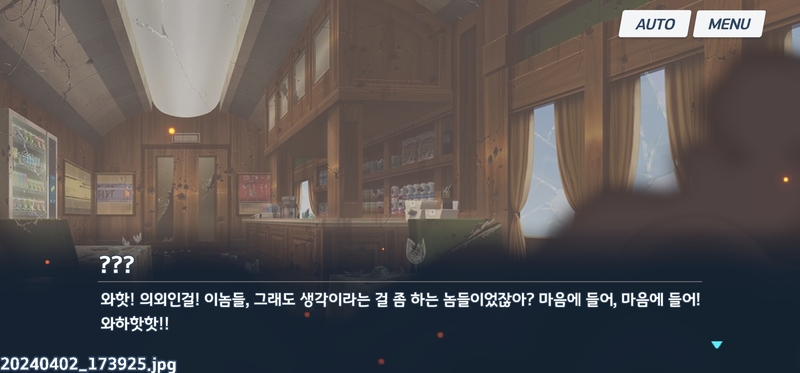 AUTO
MENU
???
와핫! 의외인걸! 이놈들, 그래도 생각이라는 걸 좀 하는 놈들이었잖아? 마음에 들어, 마음에 들어!
와하핫핫!!
20240402_173925.jpg